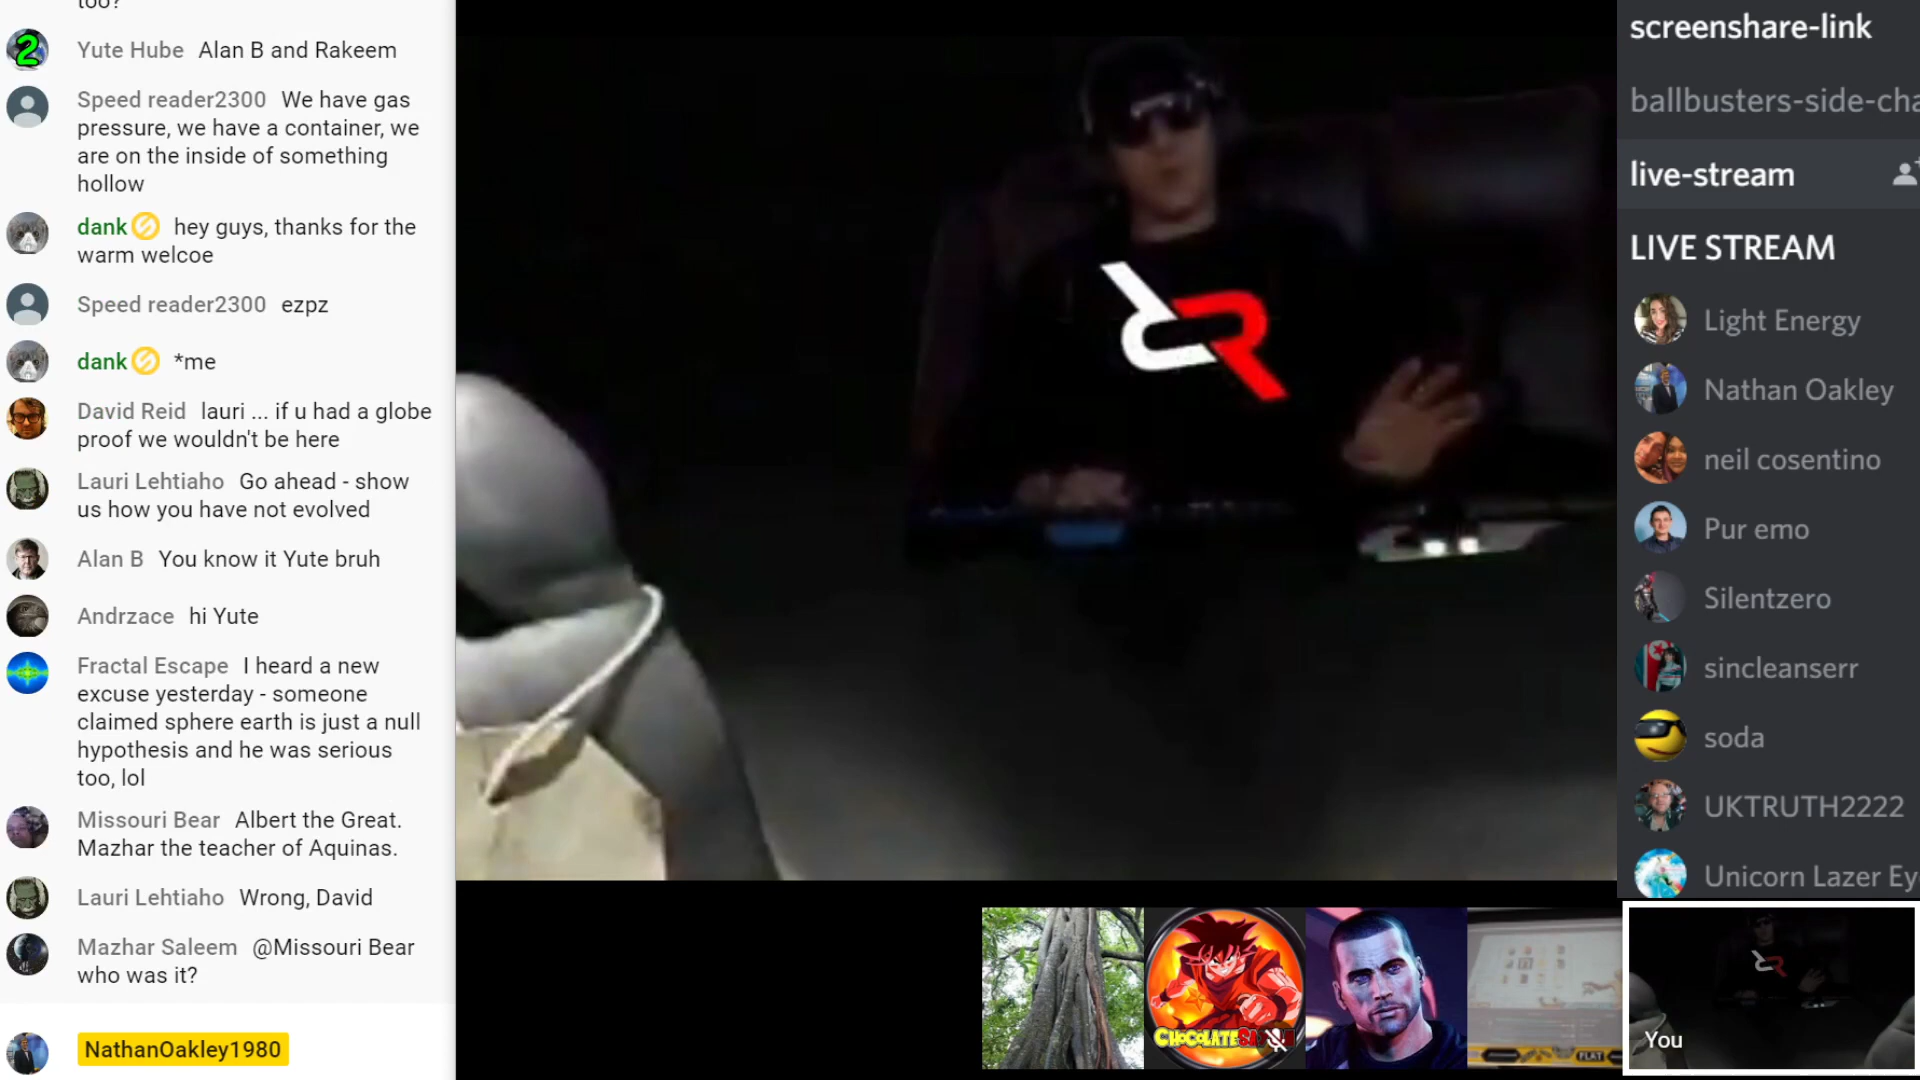 too?
Yute Hube Alan B and Rakeem
Speed reader2300 We have gas
pressure, we have a container, we
are on the inside of something
hollow
dank hey guys, thanks for the
warm welcoe
Speed reader2300 ezpz
dank *me
David Reid lauri ... if u had a globe
proof we wouldn't be here
Lauri Lehtiaho Go ahead - show
us how you have not evolved
Alan B You know it Yute bruh
Andrzace hi Yute
Fractal Escape I heard a new
excuse yesterday - someone
claimed sphere earth is just a null
hypothesis and he was serious
too, lol
Missouri Bear Albert the Great.
Mazhar the teacher of Aquinas.
Lauri Lehtiaho Wrong, David
Mazhar Saleem @Missouri Bear
who was it?
NathanOakley1980
screenshare-link
ballbusters-side-cha
live-stream
LIVE STREAM
Light Energy
Nathan Oakley
neil cosentino
Pur emo
Silentzero
sincleanserr
soda
UKTRUTH2222
Unicorn Lazer Ey
FLAT
You